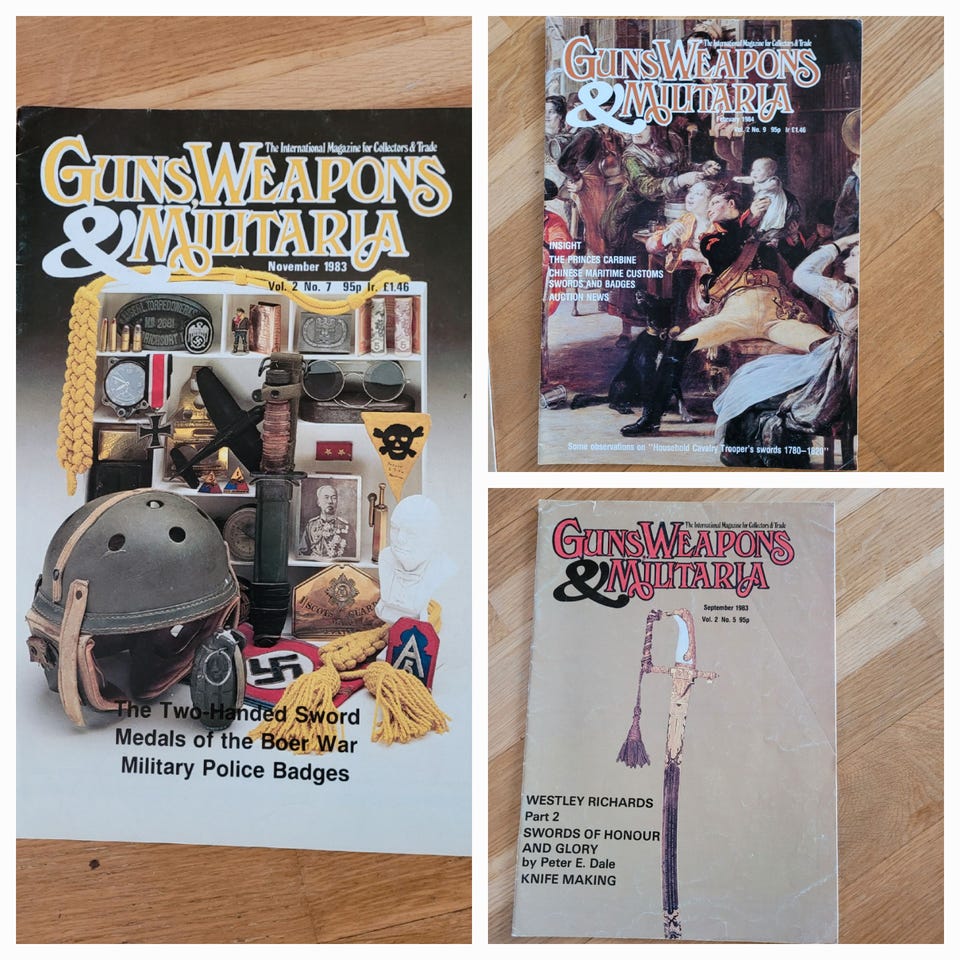 The International Magazine for Collectors & Trade
GUNS, WEAPONS
& MILITARIA
November 1983
Vol. 2 No. 7 95p Ir. £1.46
No 2681
SCOTS GUARDS
A
5
The Two-Handed Sword
Medals of the Boer War
Military Police Badges
The International Magazine for Collectors & Trade
GUNS, WEAPONS
& MILITARIA
February 1984
Vol. 2 No. 9 95p Ir £1.46
INSIGHT
THE PRINCES CARBINE
CHINESE MARITIME CUSTOMS
SWORDS AND BADGES
AUCTION NEWS
Some observations on "Household Cavalry Trooper's swords 1780–1820"
The International Magazine for Collectors & Trade
GUNS, WEAPONS
& MILITARIA
September 1983
Vol. 2 No. 5 95p
WESTLEY RICHARDS
Part 2
SWORDS OF HONOUR
AND GLORY
by Peter E. Dale
KNIFE MAKING